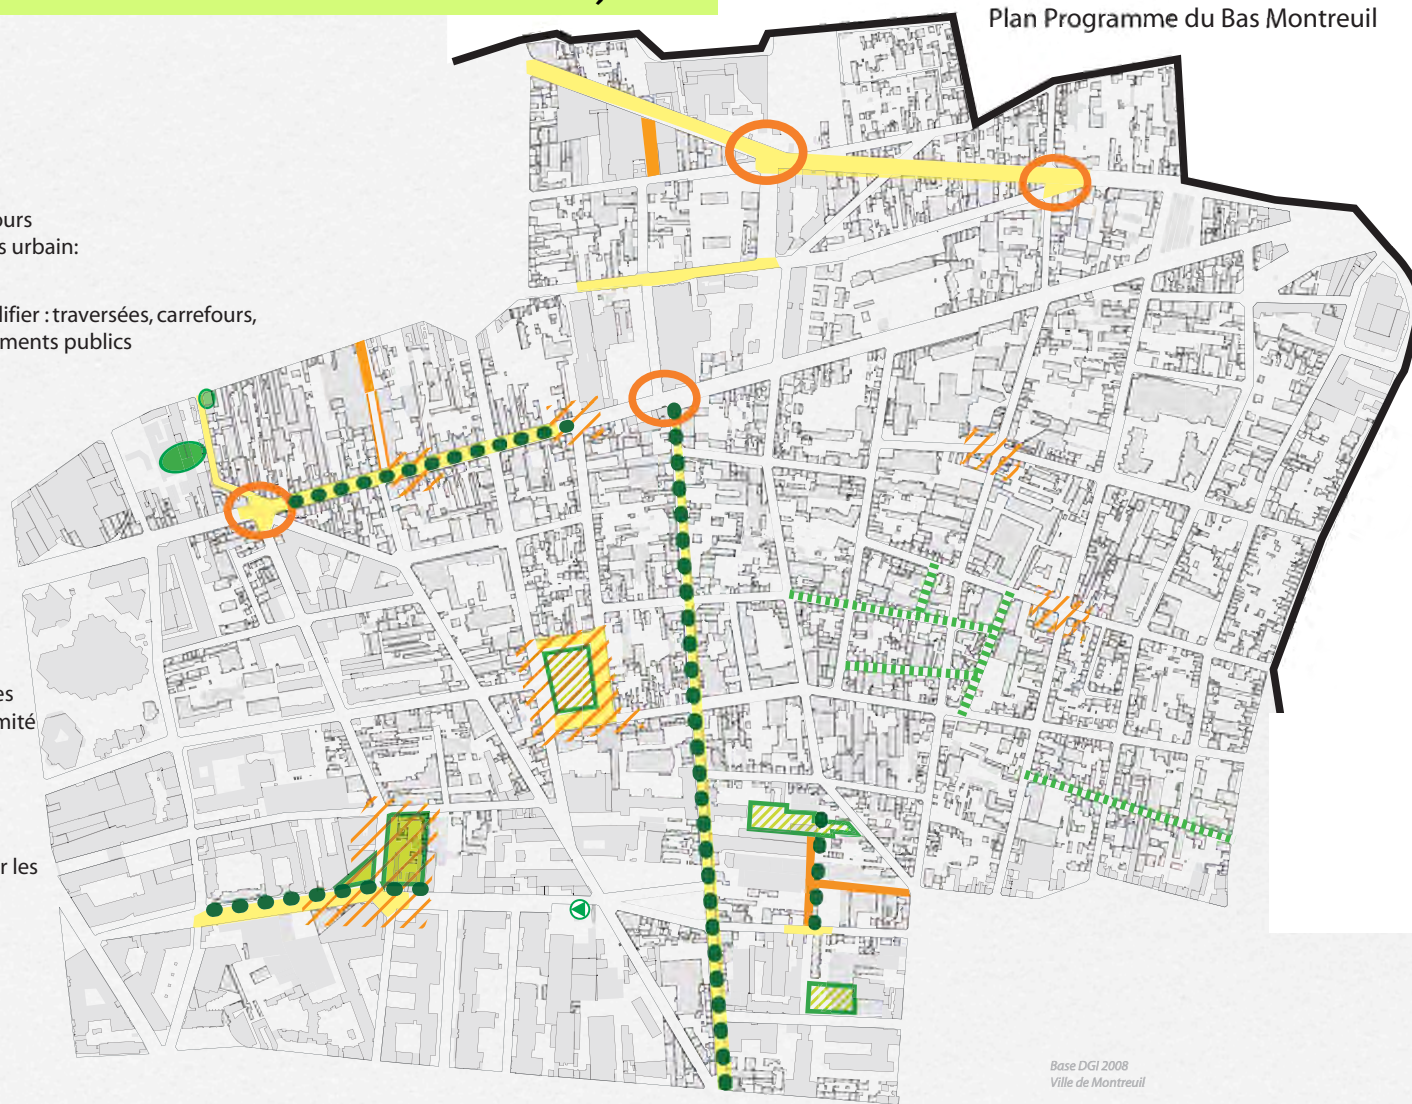 Plan Programme du Bas Montreuil
ours
s urbain:
lifier : traversées, carrefours,
ments publics
es
mité
r les
Base DGI 2008
Ville de Montreuil